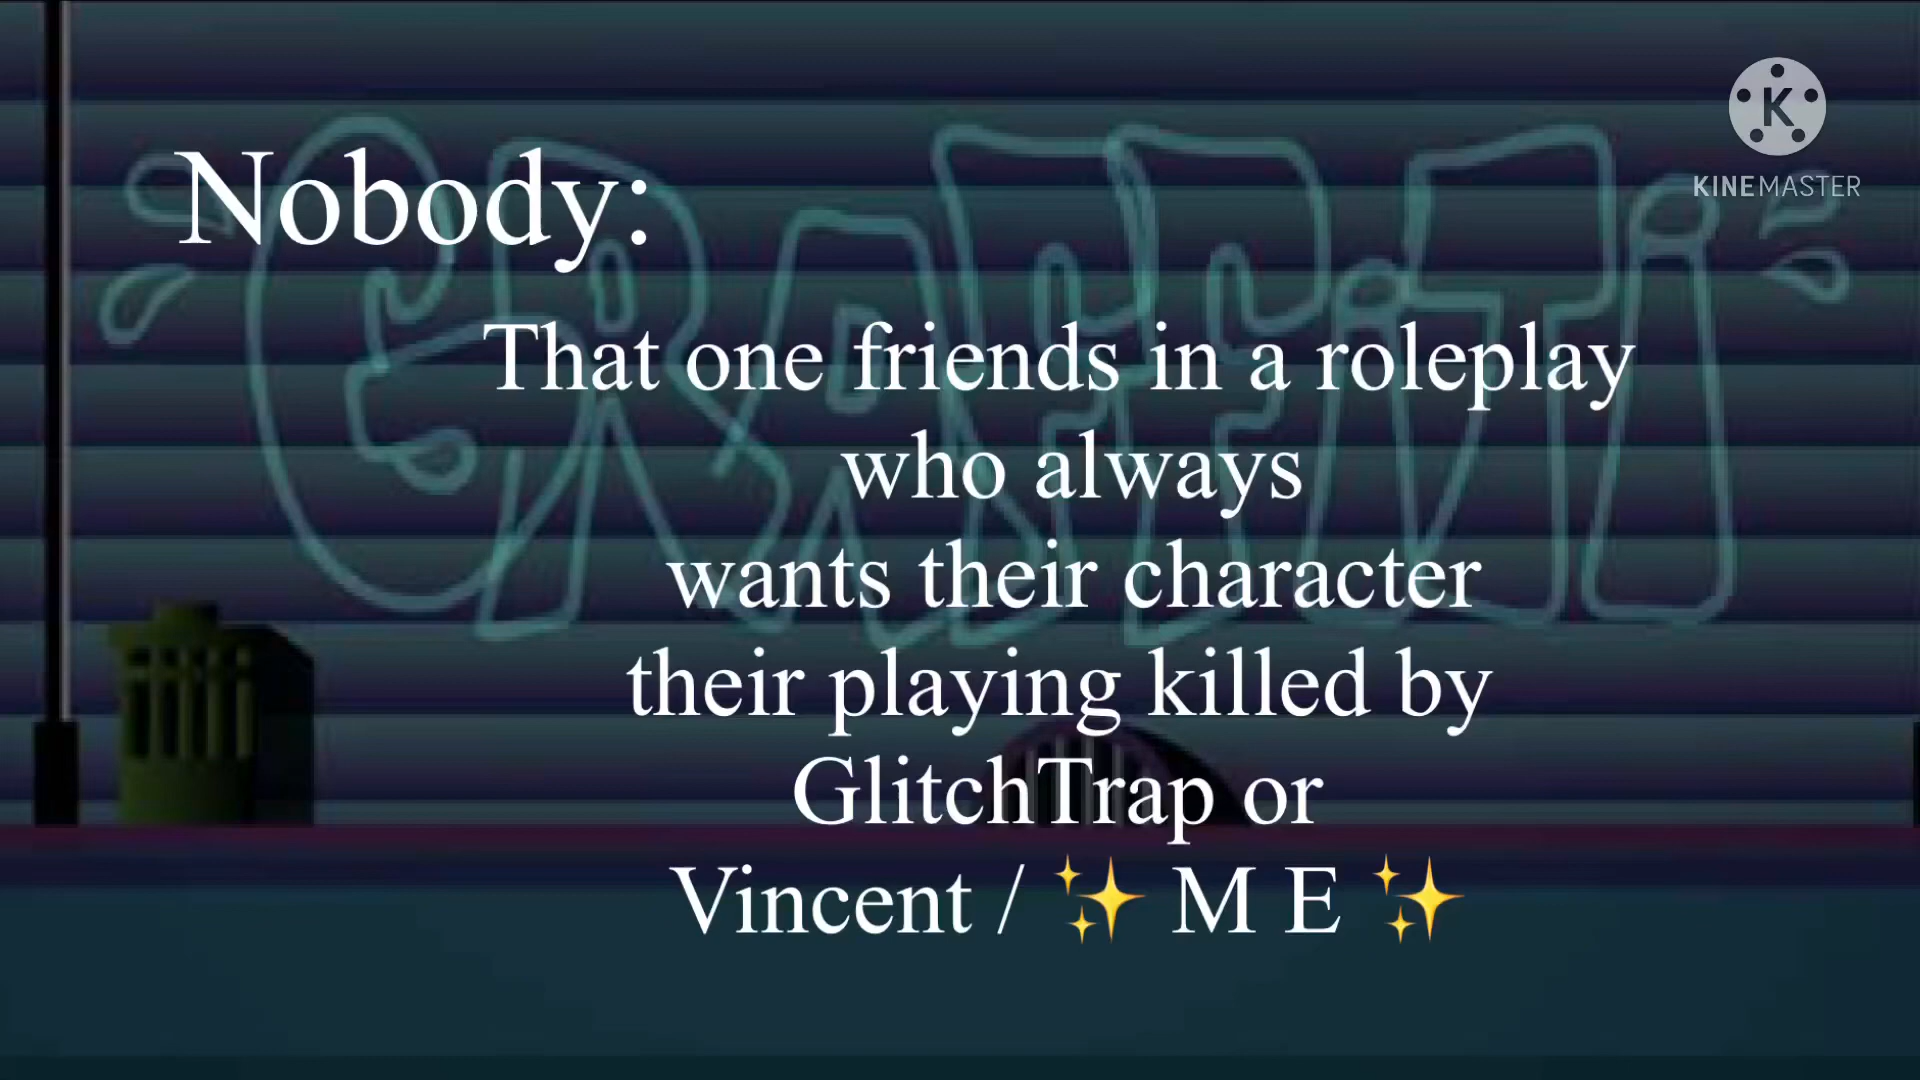 Nobody:
That one friends in a roleplay
who always
wants their character
their playing killed by
GlitchTrap or
Vincent / ✨ M E ✨
K
KINEMASTER
GRAFFITI